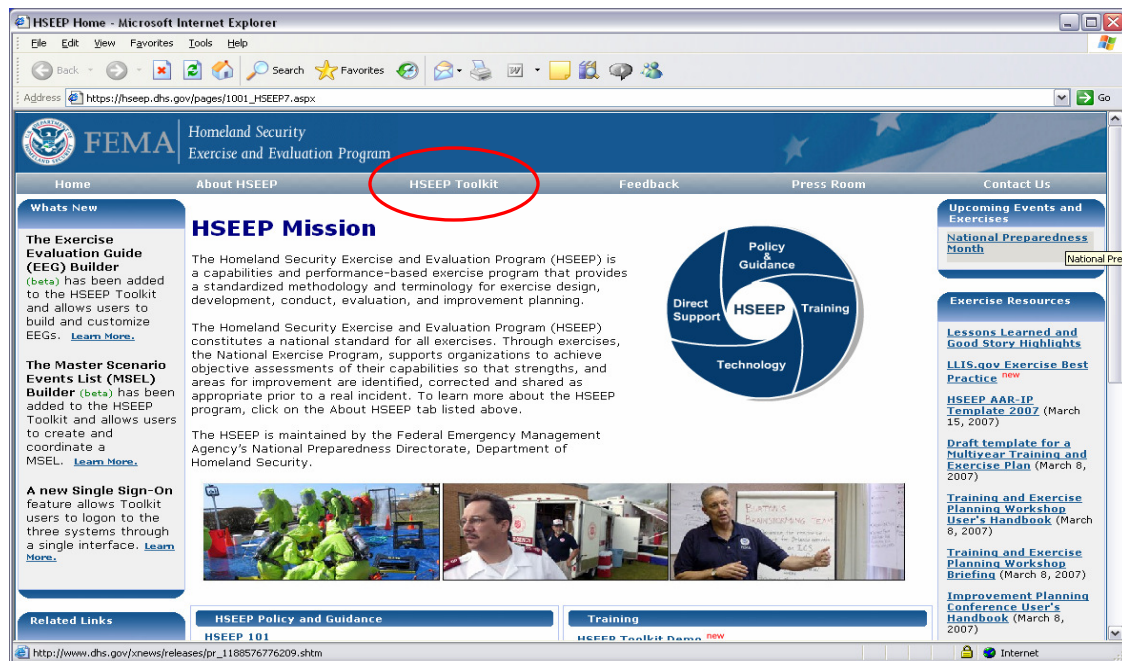 HSEEP Home - Microsoft Internet Explorer
File Edit View Favorites Tools Help
Back Search Favorites
Address https://hseep.dhs.gov/pages/1001_HSEEP7.aspx Go
FEMA
Homeland Security
Exercise and Evaluation Program
Home About HSEEP HSEEP Toolkit Feedback Press Room Contact Us
Whats New
The Exercise
Evaluation Guide
(EEG) Builder
(beta) has been added
to the HSEEP Toolkit
and allows users to
build and customize
EEGs. Learn More.
The Master Scenario
Events List (MSEL)
Builder (beta) has been
added to the HSEEP
Toolkit and allows users
to create and
coordinate a
MSEL. Learn More.
A new Single Sign-On
feature allows Toolkit
users to logon to the
three systems through
a single interface. Learn
More.
Related Links
HSEEP Mission
The Homeland Security Exercise and Evaluation Program (HSEEP) is
a capabilities and performance-based exercise program that provides
a standardized methodology and terminology for exercise design,
development, conduct, evaluation, and improvement planning.
The Homeland Security Exercise and Evaluation Program (HSEEP)
constitutes a national standard for all exercises. Through exercises,
the National Exercise Program, supports organizations to achieve
objective assessments of their capabilities so that strengths, and
areas for improvement are identified, corrected and shared as
appropriate prior to a real incident. To learn more about the HSEEP
program, click on the About HSEEP tab listed above.
The HSEEP is maintained by the Federal Emergency Management
Agency's National Preparedness Directorate, Department of
Homeland Security.
Policy
&
Guidance
Direct
Support
HSEEP
Training
Technology
HSEEP Policy and Guidance
HSEEP 101
Training
HSEEP Toolkit Demo new
Upcoming Events and
Exercises
National Preparedness
Month
National Pre
Exercise Resources
Lessons Learned and
Good Story Highlights
LLIS.gov Exercise Best
Practice new
HSEEP AAR-IP
Template 2007 (March
15, 2007)
Draft template for a
Multiyear Training and
Exercise Plan (March 8,
2007)
Training and Exercise
Planning Workshop
User's Handbook (March
8, 2007)
Training and Exercise
Planning Workshop
Briefing (March 8, 2007)
Improvement Planning
Conference User's
Handbook (March 8,
2007)
http://www.dhs.gov/xnews/releases/pr_1188576776209.shtm Internet